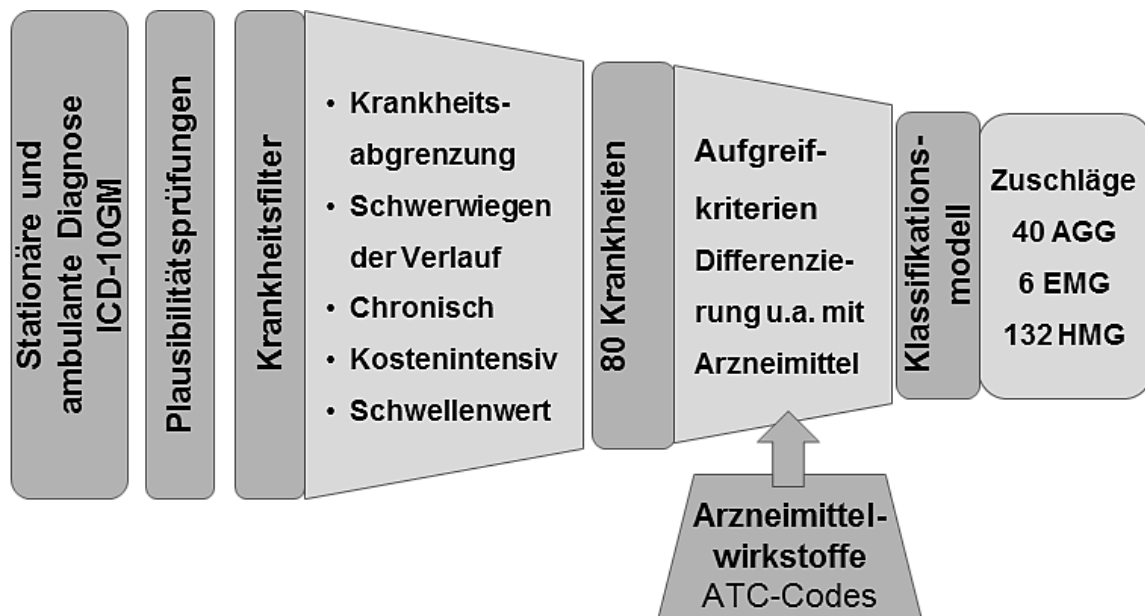 Stationäre und
ambulante Diagnose
ICD-10GM
Plausibilitätsprüfungen
Krankheitsfilter
• Krankheits-
abgrenzung
• Schwerwiegen
der Verlauf
• Chronisch
• Kostenintensiv
• Schwellenwert
80 Krankheiten
Aufgreif-
kriterien
Differenzie-
rung u.a. mit
Arzneimittel
Klassifikations-
modell
Zuschläge
40 AGG
6 EMG
132 HMG
Arzneimittel-
wirkstoffe
ATC-Codes